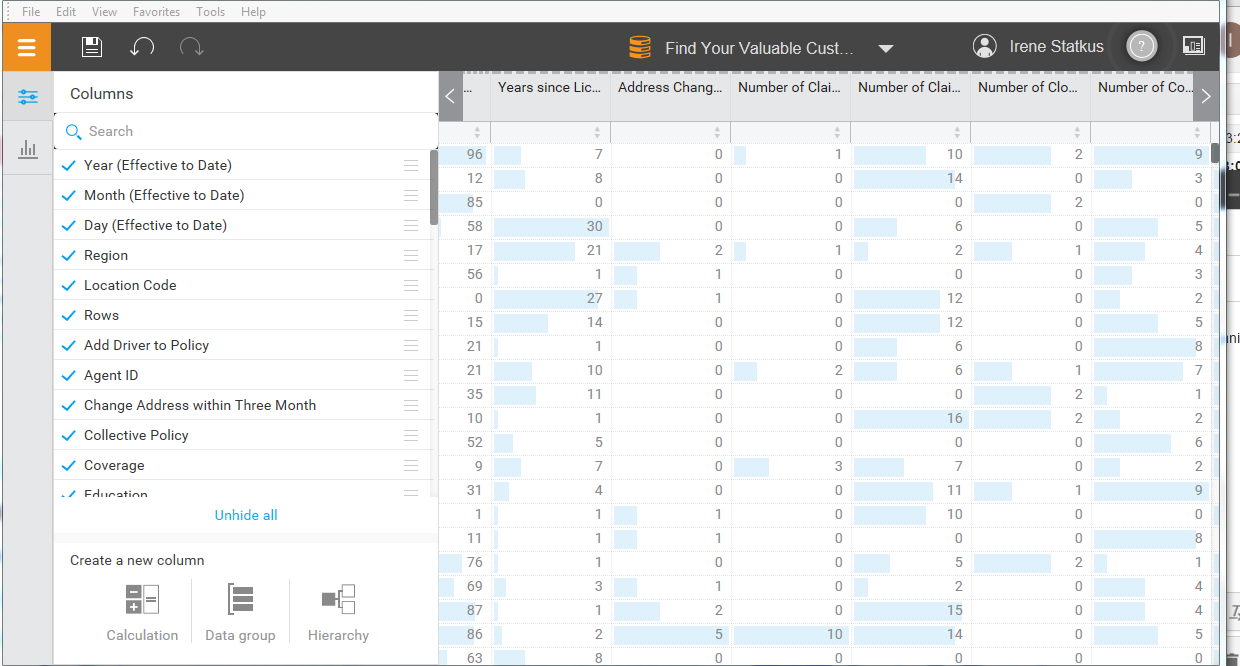 File Edit View Favorites Tools Help
Find Your Valuable Cust... Irene Statkus ?
Columns
Search
Year (Effective to Date)
Month (Effective to Date)
Day (Effective to Date)
Region
Location Code
Rows
Add Driver to Policy
Agent ID
Change Address within Three Month
Collective Policy
Coverage
Education
Unhide all
Create a new column
Calculation Data group Hierarchy
... Years since Lic... Address Chang... Number of Clai... Number of Clai... Number of Clo... Number of Co...
96 7 0 1 10 2 9
12 8 0 0 14 0 3
85 0 0 0 0 2 0
58 30 0 0 6 0 5
17 21 2 1 2 1 4
56 1 1 0 0 0 3
0 27 1 0 12 0 2
15 14 0 0 12 0 5
21 1 0 0 6 0 8
21 10 0 2 6 1 7
35 11 0 0 0 2 1
10 1 0 0 16 2 2
52 5 0 0 0 0 6
9 7 0 3 7 0 2
31 4 0 0 11 1 9
1 1 1 0 10 0 0
11 1 1 0 0 0 8
76 1 0 0 5 2 1
69 3 1 0 2 0 4
87 1 2 0 15 0 4
86 2 5 10 14 0 5
63 8 0 0 0 0 0